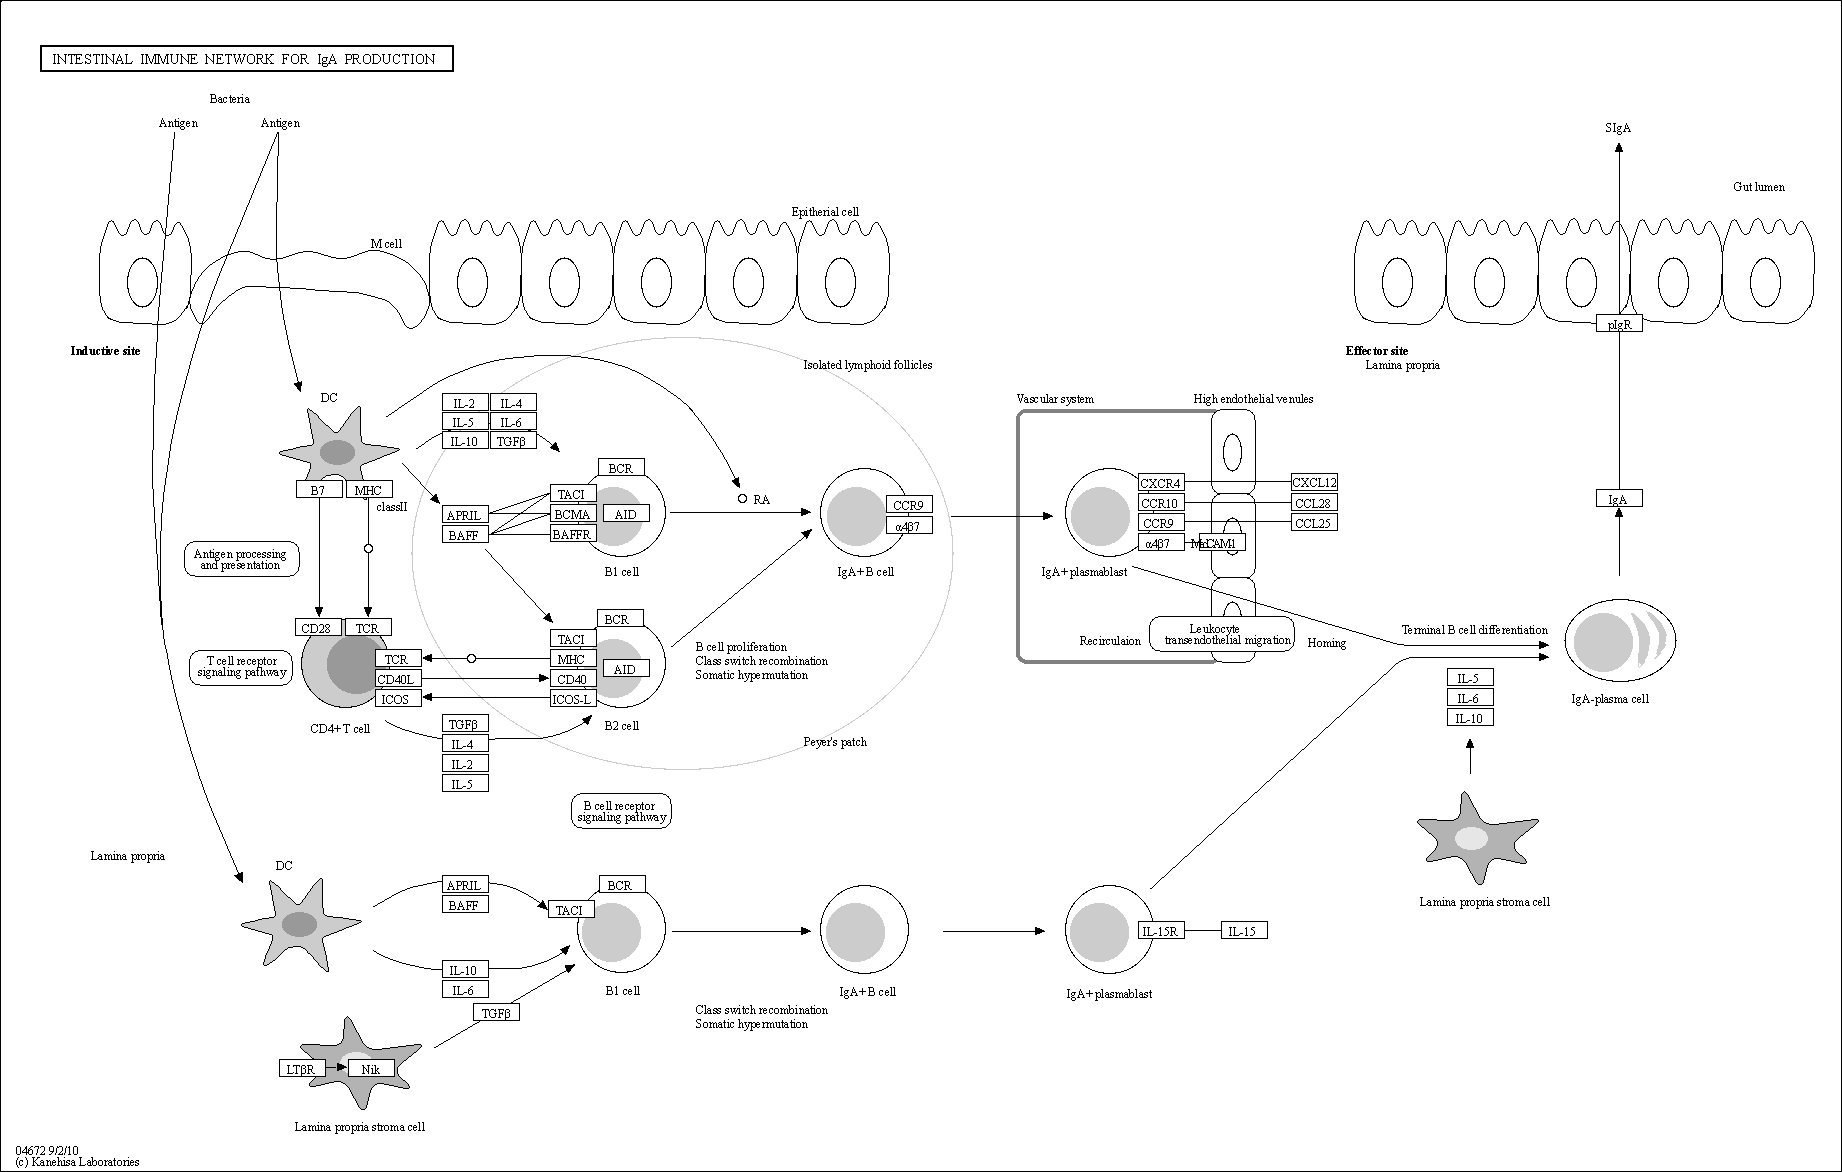 INTESTINAL IMMUNE NETWORK FOR IgA PRODUCTION
Bacteria
Antigen
Antigen
SIgA
Gut lumen
Epitherial cell
M cell
pIgR
Inductive site
Effector site
Lamina propria
Isolated lymphoid follicles
DC
IL-2
IL-4
IL-5
IL-6
IL-10
TGFβ
Vascular system
High endothelial venules
B7
MHC
classII
BCR
TACI
BCMA
BAFFR
AID
APRIL
BAFF
B1 cell
RA
CCR9
α4β7
IgA+ B cell
CXCR4
CCR10
CCR9
α4β7
CXCL12
CCL28
CCL25
IgA+ plasmablast
IgA
Antigen processing
and presentation
CD28
TCR
T cell receptor
signaling pathway
TCR
CD40L
ICOS
CD4+ T cell
BCR
TACI
MHC
CD40
ICOS-L
AID
B2 cell
B cell proliferation
Class switch recombination
Somatic hypermutation
TGFβ
IL-4
IL-2
IL-5
Peyer's patch
Recirculaion
Leukocyte
transendothelial migration
Homing
Terminal B cell differentiation
IL-5
IL-6
IL-10
IgA-plasma cell
B cell receptor
signaling pathway
Lamina propria stroma cell
Lamina propria
DC
APRIL
BAFF
IL-10
IL-6
TGFβ
BCR
TACI
B1 cell
IgA+ B cell
Class switch recombination
Somatic hypermutation
IL-15R
IL-15
IgA+ plasmablast
LTβR
Nik
Lamina propria stroma cell
04672 9/2/10
(c) Kanehisa Laboratories